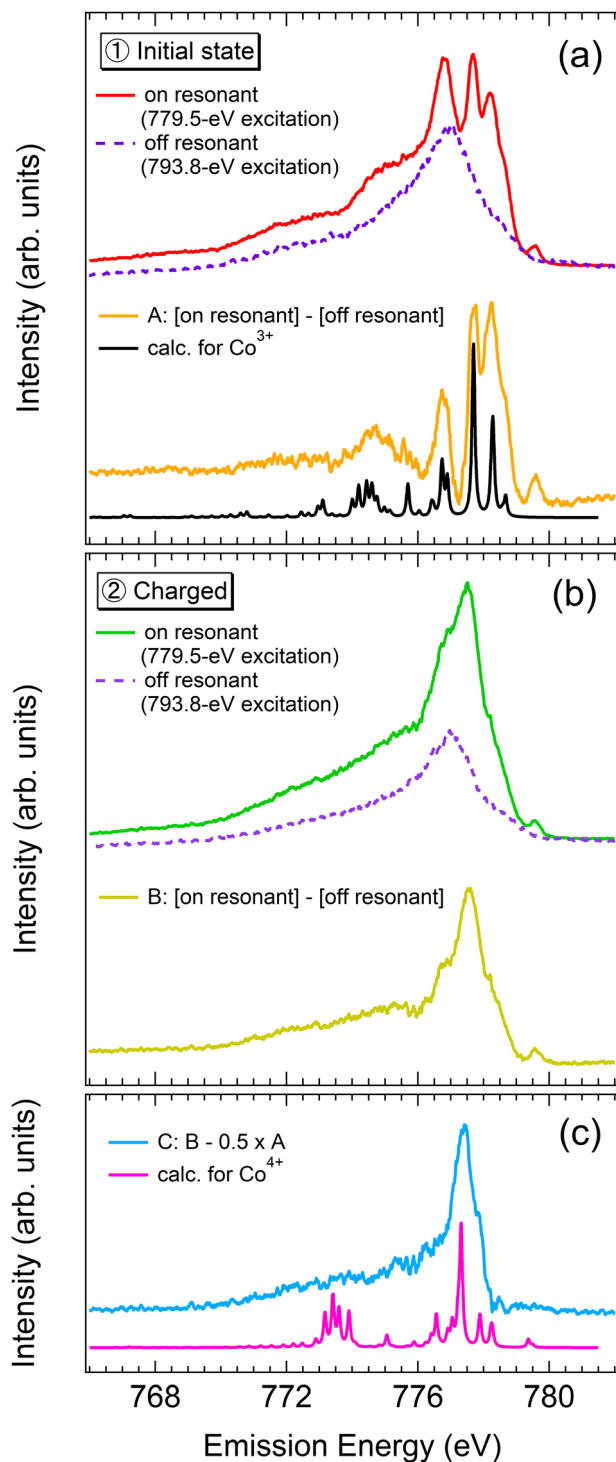 ① Initial state
(a)
on resonant
(779.5-eV excitation)
off resonant
(793.8-eV excitation)
A: [on resonant] - [off resonant]
calc. for Co3+
Intensity (arb. units)
② Charged
(b)
on resonant
(779.5-eV excitation)
off resonant
(793.8-eV excitation)
B: [on resonant] - [off resonant]
Intensity (arb. units)
(c)
C: B - 0.5 x A
calc. for Co4+
Intensity (arb. units)
768 772 776 780
Emission Energy (eV)